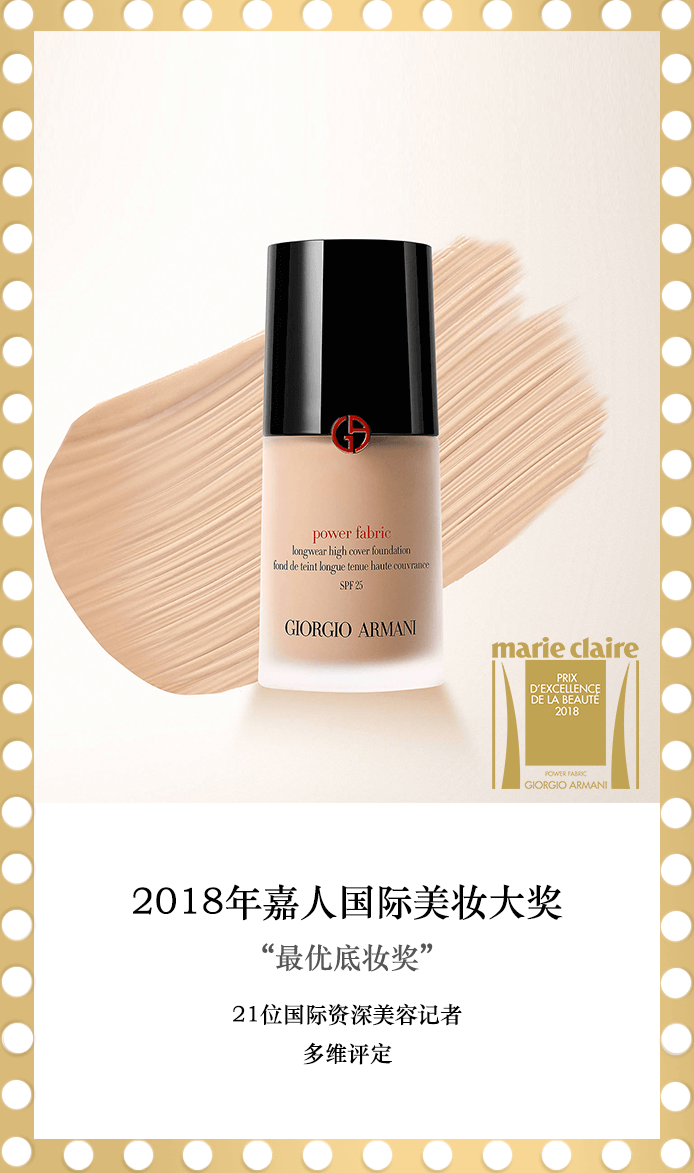 power fabric
longwear high cover foundation
fond de teint longue tenue haute couvrance
SPF 25
GIORGIO ARMANI
marie claire
PRIX
D'EXCELLENCE
DE LA BEAUTÉ
2018
POWER FABRIC
GIORGIO ARMANI
2018年嘉人国际美妆大奖
“最优底妆奖”
21位国际资深美容记者
多维评定